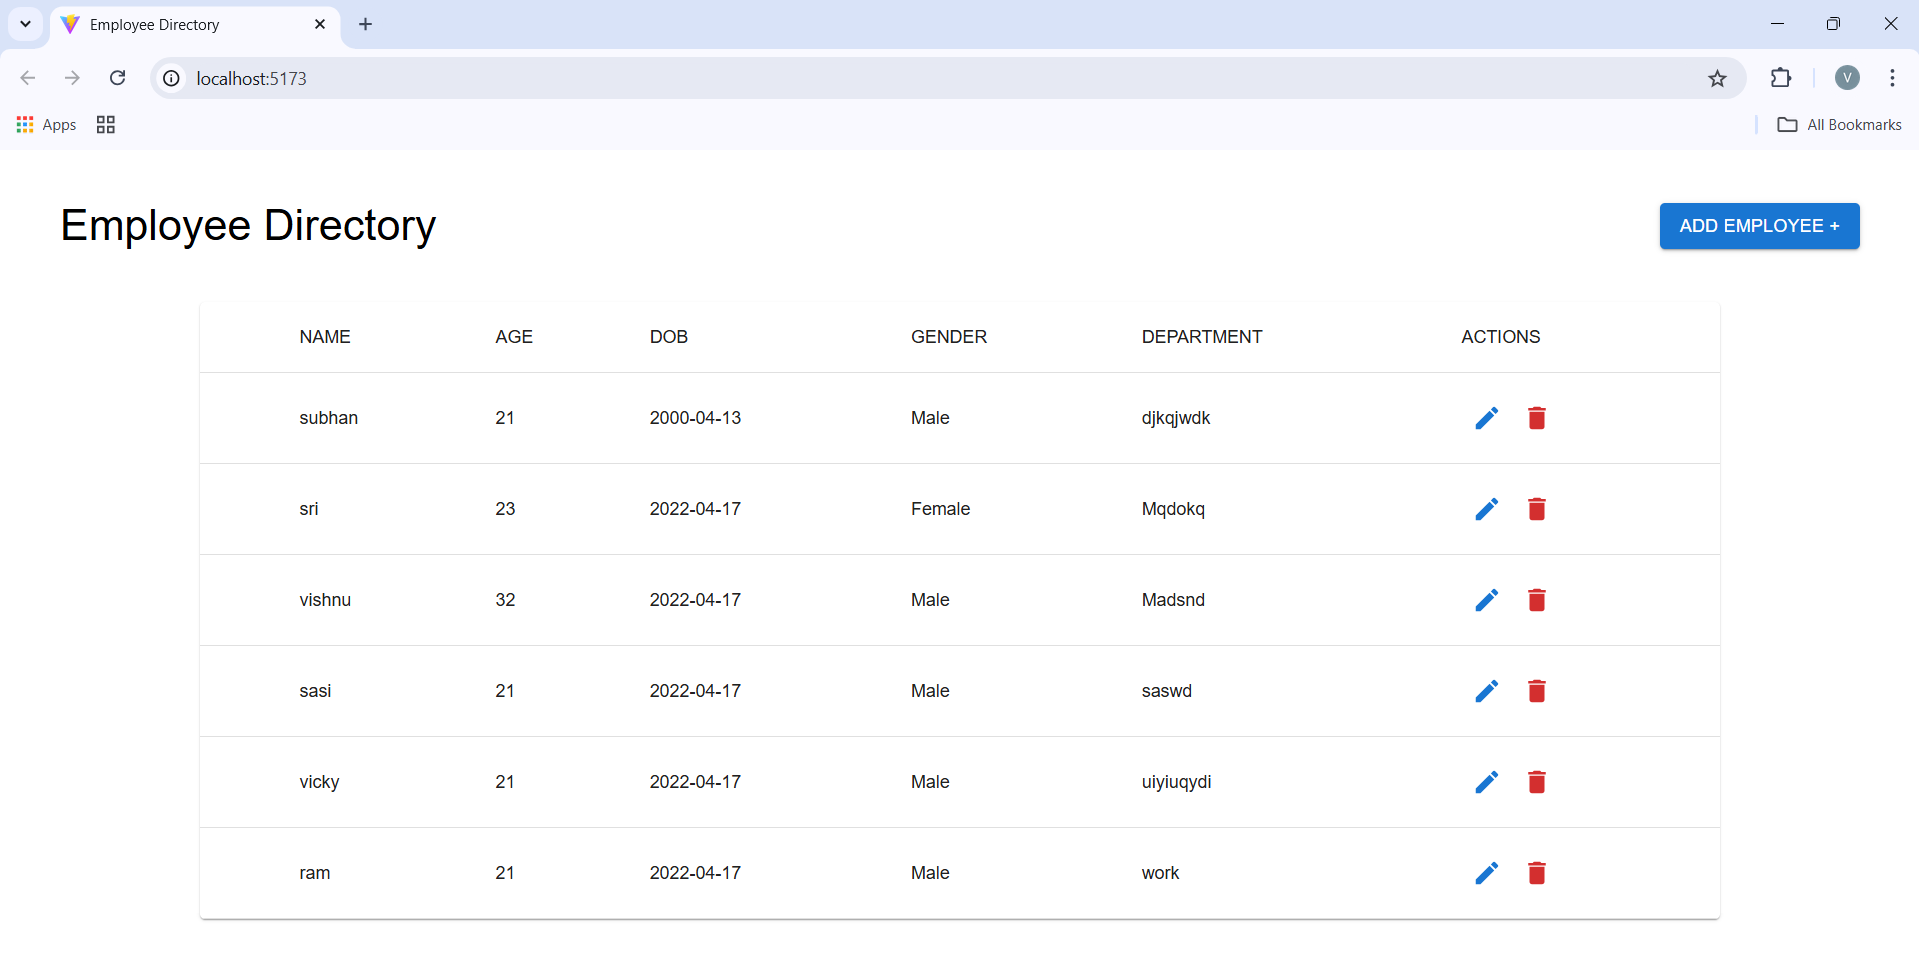 Employee Directory
localhost:5173
V
Apps
All Bookmarks
Employee Directory
ADD EMPLOYEE +
NAME AGE DOB GENDER DEPARTMENT ACTIONS
subhan 21 2000-04-13 Male djkqjwdk
sri 23 2022-04-17 Female Mqdokq
vishnu 32 2022-04-17 Male Madsnd
sasi 21 2022-04-17 Male saswd
vicky 21 2022-04-17 Male uiyiuqydi
ram 21 2022-04-17 Male work